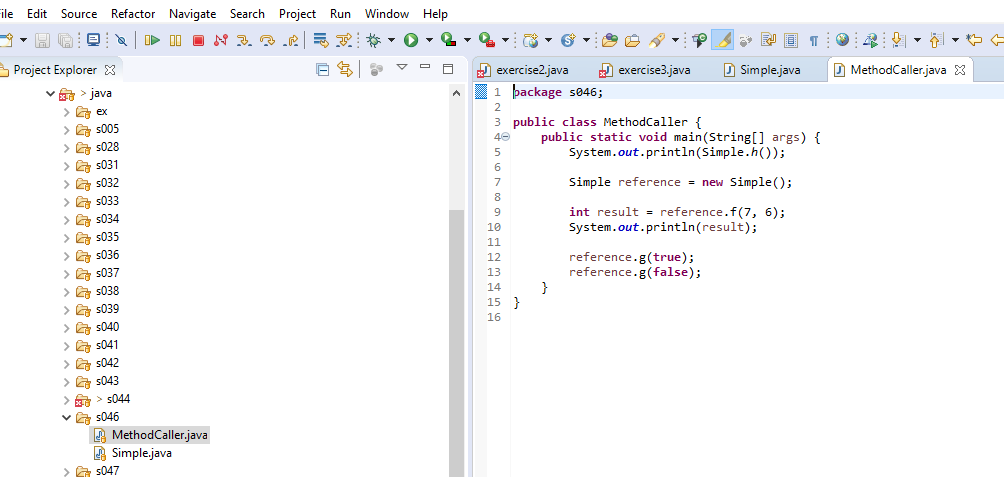 ile Edit Source Refactor Navigate Search Project Run Window Help
Project Explorer
exercise2.java exercise3.java Simple.java MethodCaller.java
> java
ex
s005
s028
s031
s032
s033
s034
s035
s036
s037
s038
s039
s040
s041
s042
s043
> s044
s046
MethodCaller.java
Simple.java
s047
1 package s046;
2
3 public class MethodCaller {
4 public static void main(String[] args) {
5 System.out.println(Simple.h());
6
7 Simple reference = new Simple();
8
9 int result = reference.f(7, 6);
10 System.out.println(result);
11
12 reference.g(true);
13 reference.g(false);
14 }
15 }
16